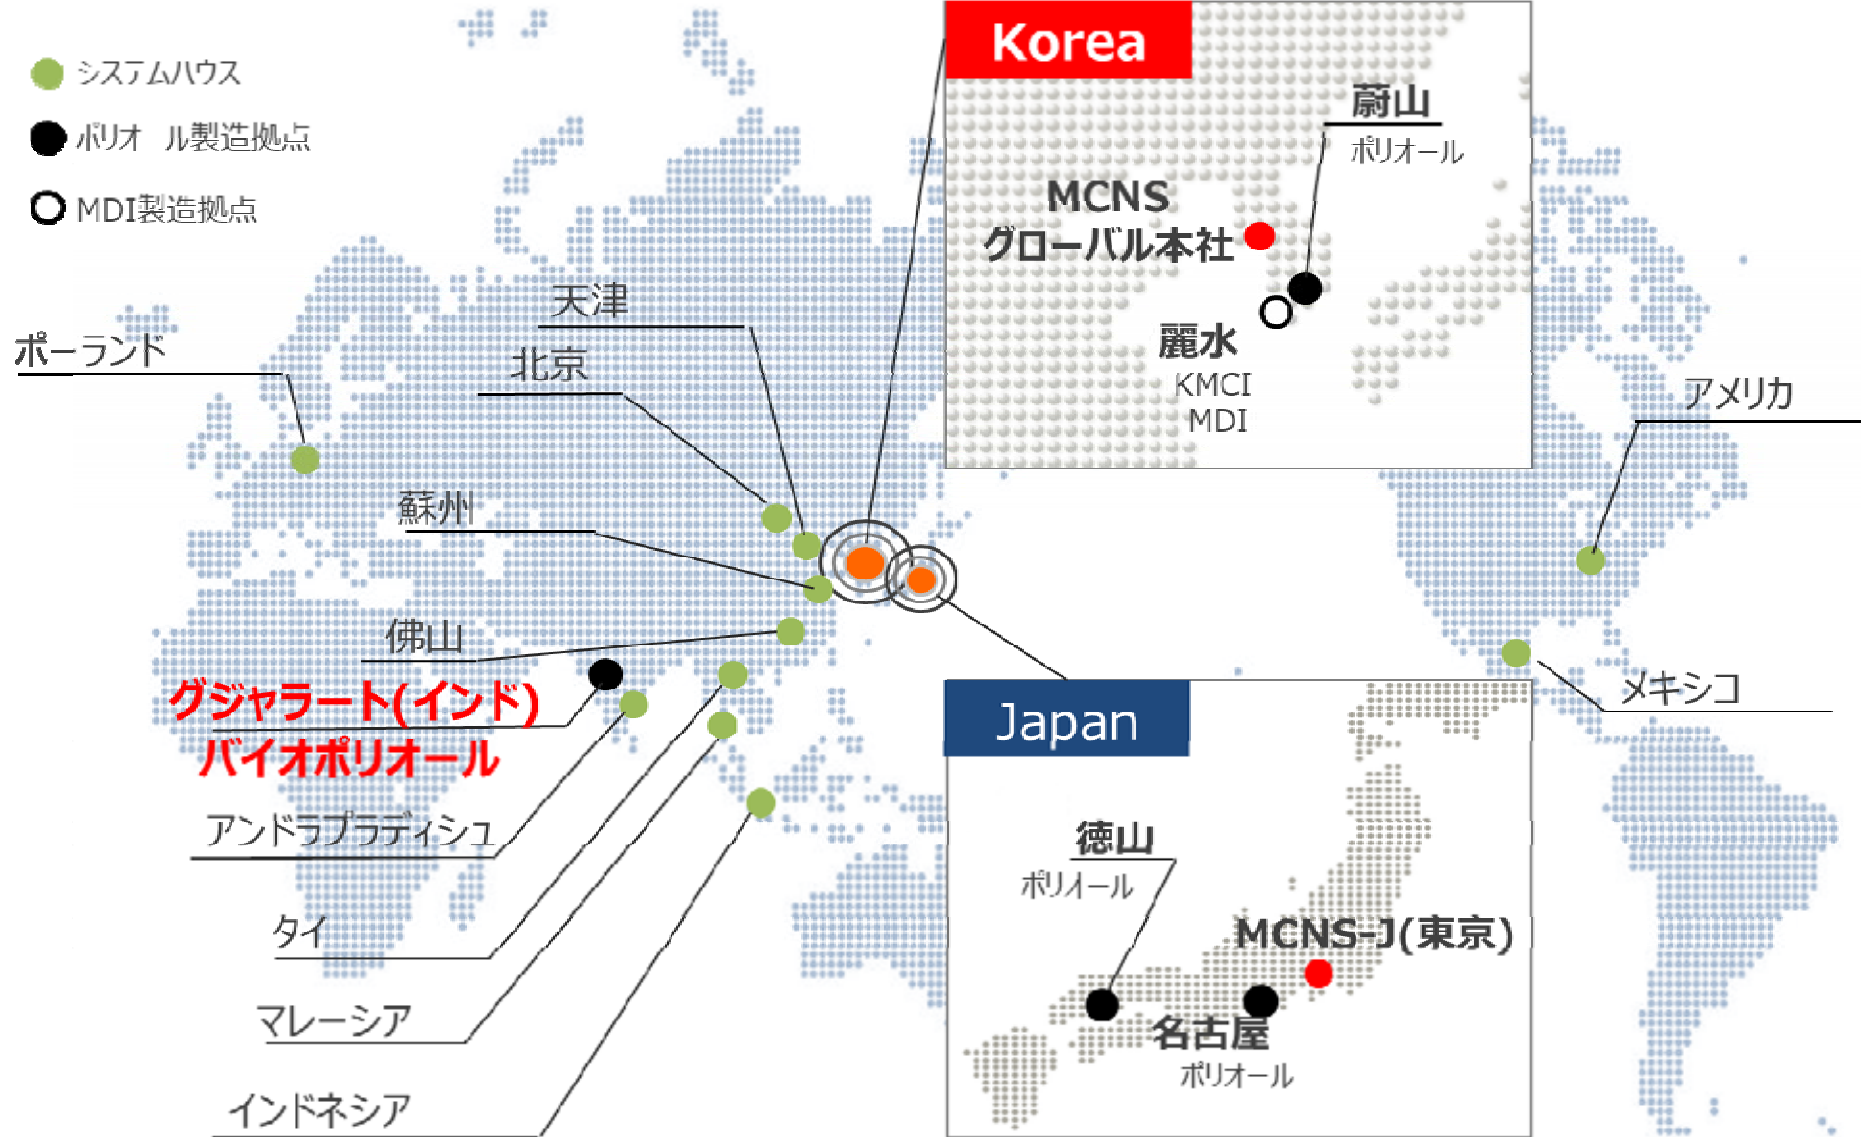 システムハウス
ポリオ ル製造拠点
MDI製造拠点
Korea
蔚山
ポリオール
MCNS
グローバル本社
麗水
KMCI
MDI
天津
北京
ポーランド
蘇州
佛山
グジャラート(インド)
バイオポリオール
アンドラプラディシュ
タイ
マレーシア
インドネシア
アメリカ
メキシコ
Japan
徳山
ポリオール
MCNS-J(東京)
名古屋
ポリオール